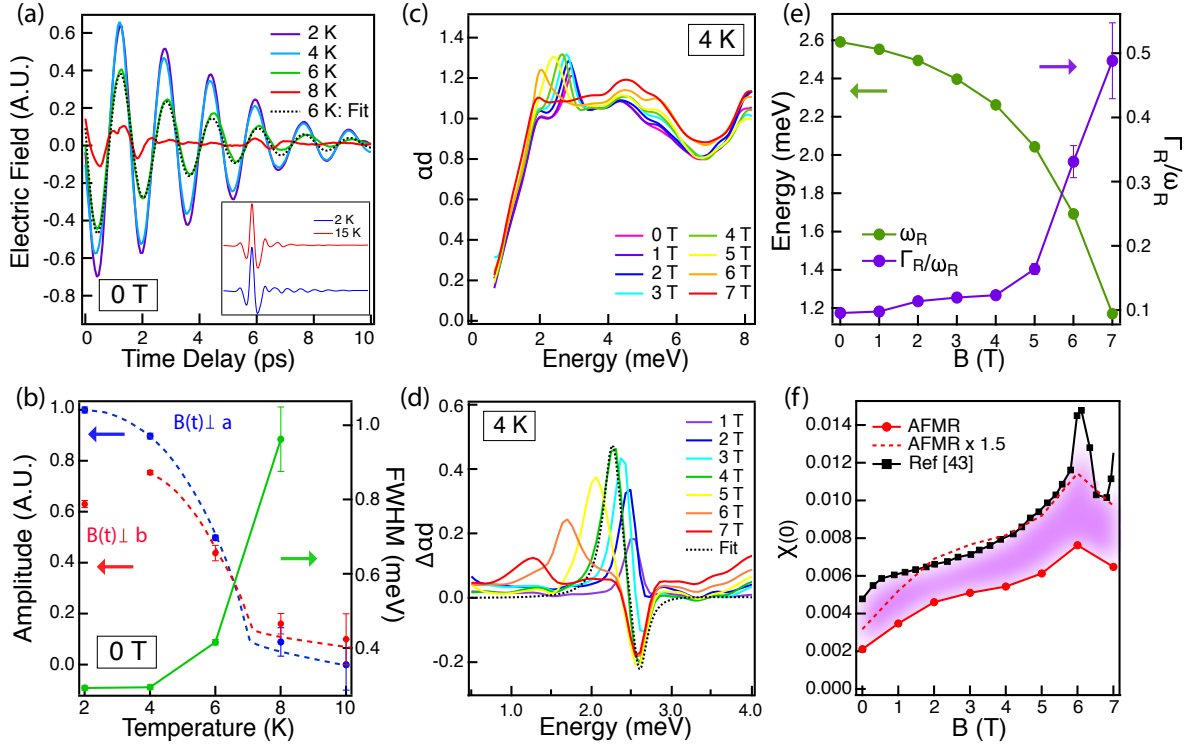 (a)
Electric Field (A.U.)
0.6
0.4
0.2
0.0
-0.2
-0.4
-0.6
-0.8
2 K
4 K
6 K
8 K
6 K: Fit
2 K
15 K
0 T
0 2 4 6 8 10
Time Delay (ps)
(b)
Amplitude (A.U.)
1.0
0.8
0.6
0.4
0.2
0.0
B(t)⊥ a
B(t)⊥ b
0 T
1.0
0.8
0.6
0.4
FWHM (meV)
2 3 4 5 6 7 8 9 10
Temperature (K)
(c)
αd
1.4
1.2
1.0
0.8
0.6
0.4
0.2
0.0
4 K
0 T
1 T
2 T
3 T
4 T
5 T
6 T
7 T
0 2 4 6 8
Energy (meV)
(d)
Δαd
0.6
0.4
0.2
0.0
-0.2
4 K
1 T
2 T
3 T
4 T
5 T
6 T
7 T
Fit
1.0 2.0 3.0 4.0
Energy (meV)
(e)
Energy (meV)
2.6
2.4
2.2
2.0
1.8
1.6
1.4
1.2
ωR
ΓR/ωR
0.5
0.4
0.3
0.2
0.1
ΓR/ωR
0 1 2 3 4 5 6 7
B (T)
(f)
χ(0)
0.014
0.012
0.010
0.008
0.006
0.004
0.002
0.000
AFMR
AFMR x 1.5
Ref [43]
0 1 2 3 4 5 6 7
B (T)